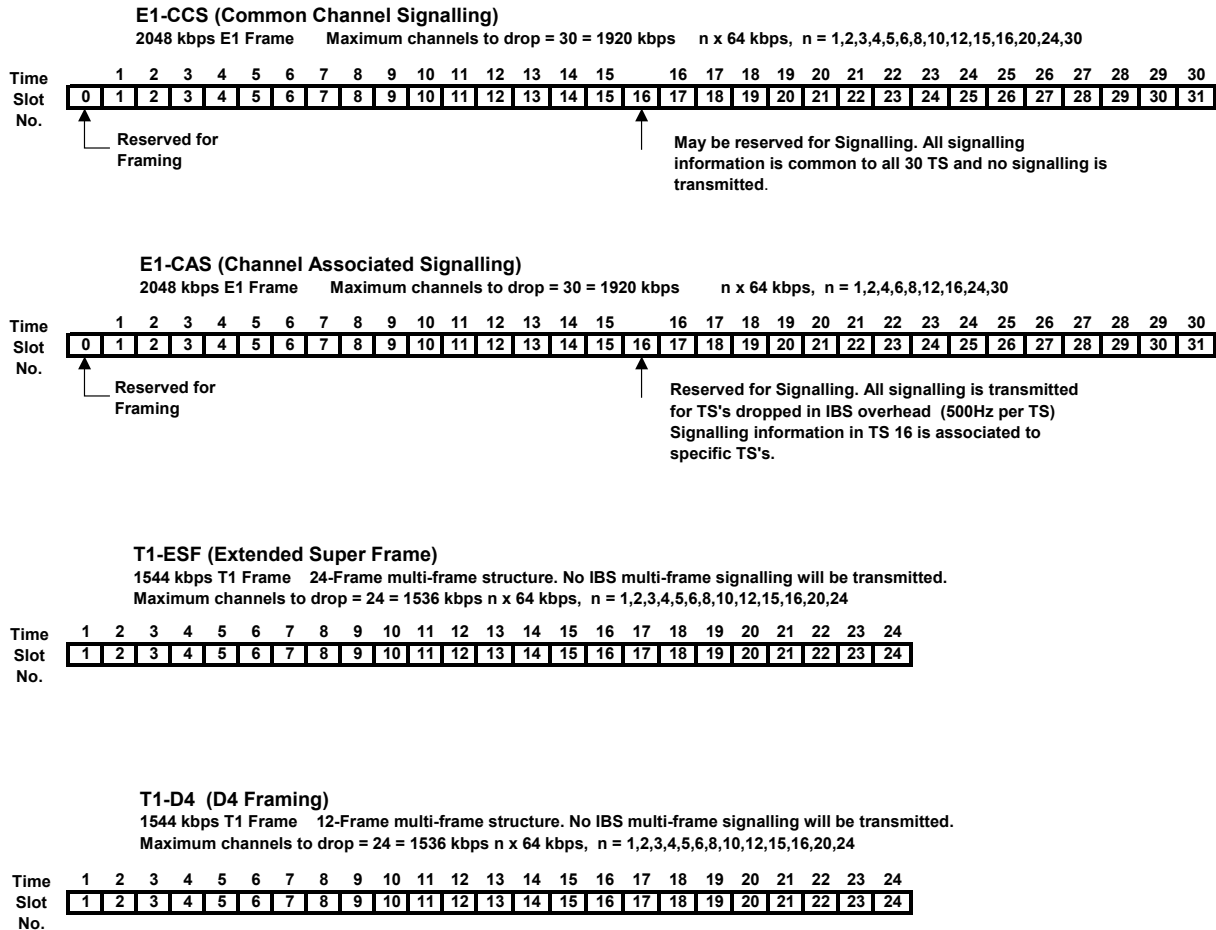 E1-CCS (Common Channel Signalling)
2048 kbps E1 Frame Maximum channels to drop = 30 = 1920 kbps n x 64 kbps, n = 1,2,3,4,5,6,8,10,12,15,16,20,24,30
Time 1 2 3 4 5 6 7 8 9 10 11 12 13 14 15 16 17 18 19 20 21 22 23 24 25 26 27 28 29 30
Slot 0 1 2 3 4 5 6 7 8 9 10 11 12 13 14 15 16 17 18 19 20 21 22 23 24 25 26 27 28 29 30 31
No.
Reserved for
Framing
May be reserved for Signalling. All signalling
information is common to all 30 TS and no signalling is
transmitted.
E1-CAS (Channel Associated Signalling)
2048 kbps E1 Frame Maximum channels to drop = 30 = 1920 kbps n x 64 kbps, n = 1,2,4,6,8,12,16,24,30
Time 1 2 3 4 5 6 7 8 9 10 11 12 13 14 15 16 17 18 19 20 21 22 23 24 25 26 27 28 29 30
Slot 0 1 2 3 4 5 6 7 8 9 10 11 12 13 14 15 16 17 18 19 20 21 22 23 24 25 26 27 28 29 30 31
No.
Reserved for
Framing
Reserved for Signalling. All signalling is transmitted
for TS's dropped in IBS overhead (500Hz per TS)
Signalling information in TS 16 is associated to
specific TS's.
T1-ESF (Extended Super Frame)
1544 kbps T1 Frame 24-Frame multi-frame structure. No IBS multi-frame signalling will be transmitted.
Maximum channels to drop = 24 = 1536 kbps n x 64 kbps, n = 1,2,3,4,5,6,8,10,12,15,16,20,24
Time 1 2 3 4 5 6 7 8 9 10 11 12 13 14 15 16 17 18 19 20 21 22 23 24
Slot 1 2 3 4 5 6 7 8 9 10 11 12 13 14 15 16 17 18 19 20 21 22 23 24
No.
T1-D4 (D4 Framing)
1544 kbps T1 Frame 12-Frame multi-frame structure. No IBS multi-frame signalling will be transmitted.
Maximum channels to drop = 24 = 1536 kbps n x 64 kbps, n = 1,2,3,4,5,6,8,10,12,15,16,20,24
Time 1 2 3 4 5 6 7 8 9 10 11 12 13 14 15 16 17 18 19 20 21 22 23 24
Slot 1 2 3 4 5 6 7 8 9 10 11 12 13 14 15 16 17 18 19 20 21 22 23 24
No.